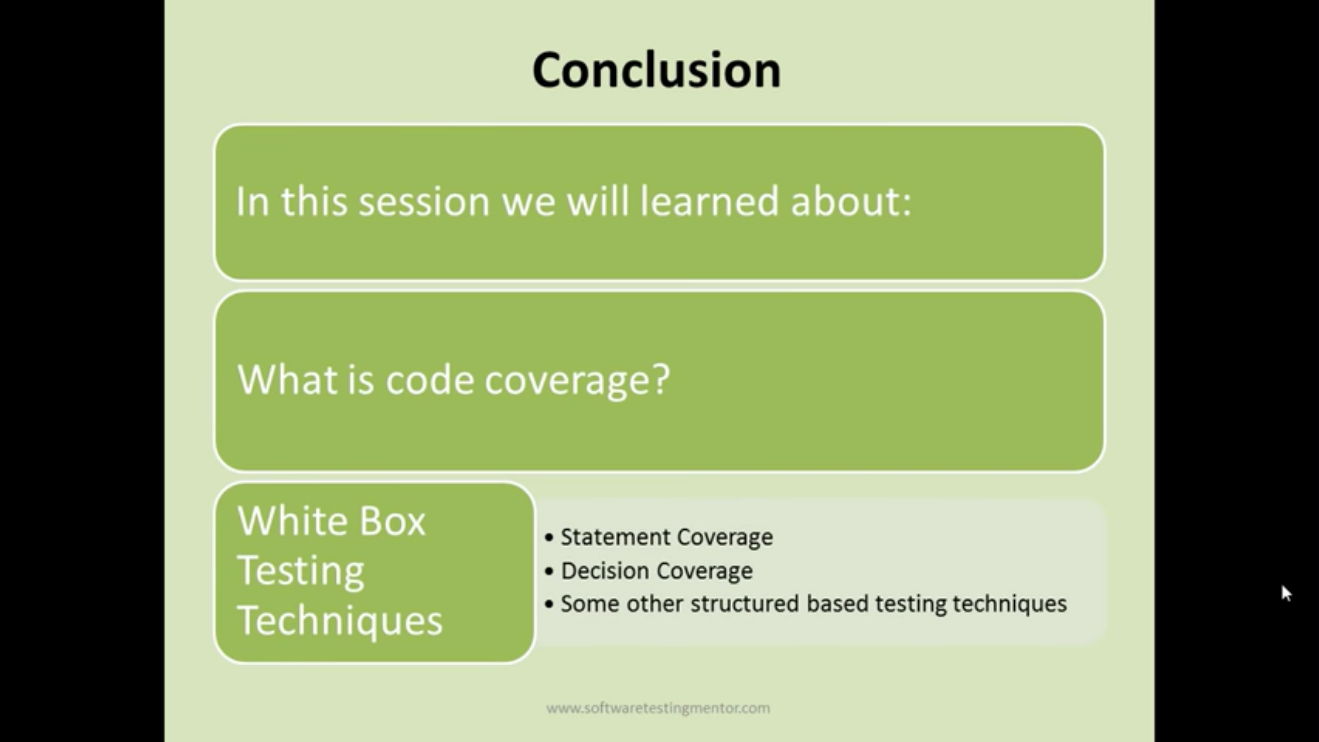 Conclusion
In this session we will learned about:
What is code coverage?
White Box
Testing
Techniques
• Statement Coverage
• Decision Coverage
• Some other structured based testing techniques
www.softwaretestingmentor.com